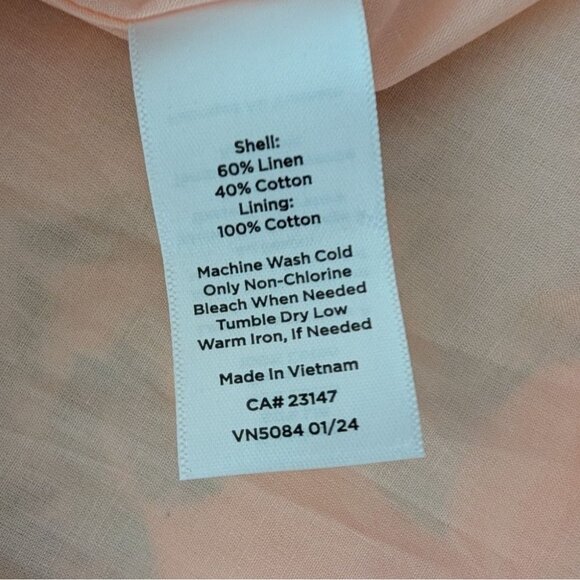 Shell:
60% Linen
40% Cotton
Lining:
100% Cotton
Machine Wash Cold
Only Non-Chlorine
Bleach When Needed
Tumble Dry Low
Warm Iron, If Needed
Made In Vietnam
CA# 23147
VN5084 01/24